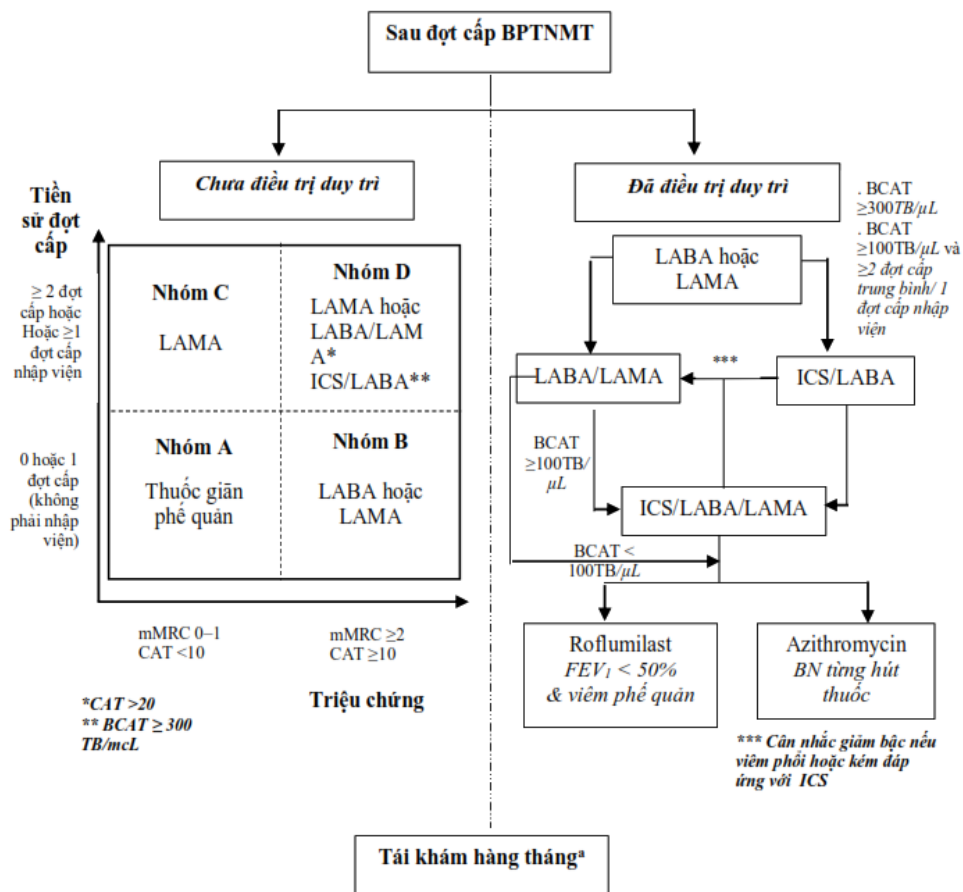 Sau đợt cấp BPTNMT
Chưa điều trị duy trì
Đã điều trị duy trì
Tiền
sử đợt
cấp
≥ 2 đợt
cấp hoặc
Hoặc ≥1
đợt cấp
nhập viện
0 hoặc 1
đợt cấp
(không
phải nhập
viện)
Nhóm C
LAMA
Nhóm D
LAMA hoặc
LABA/LAM
A*
ICS/LABA**
Nhóm A
Thuốc giãn
phế quản
Nhóm B
LABA hoặc
LAMA
mMRC 0–1
CAT <10
mMRC ≥2
CAT ≥10
Triệu chứng
*CAT >20
** BCAT ≥ 300
TB/mcL
. BCAT
≥300TB/µL
. BCAT
≥100TB/µL và
≥2 đợt cấp
trung bình/ 1
đợt cấp nhập
viện
LABA hoặc
LAMA
LABA/LAMA
***
ICS/LABA
BCAT
≥100TB/
µL
ICS/LABA/LAMA
BCAT <
100TB/µL
Roflumilast
FEV₁ < 50%
& viêm phế quản
Azithromycin
BN từng hút
thuốc
*** Cân nhắc giảm bậc nếu
viêm phổi hoặc kém đáp
ứng với ICS
Tái khám hàng thángª